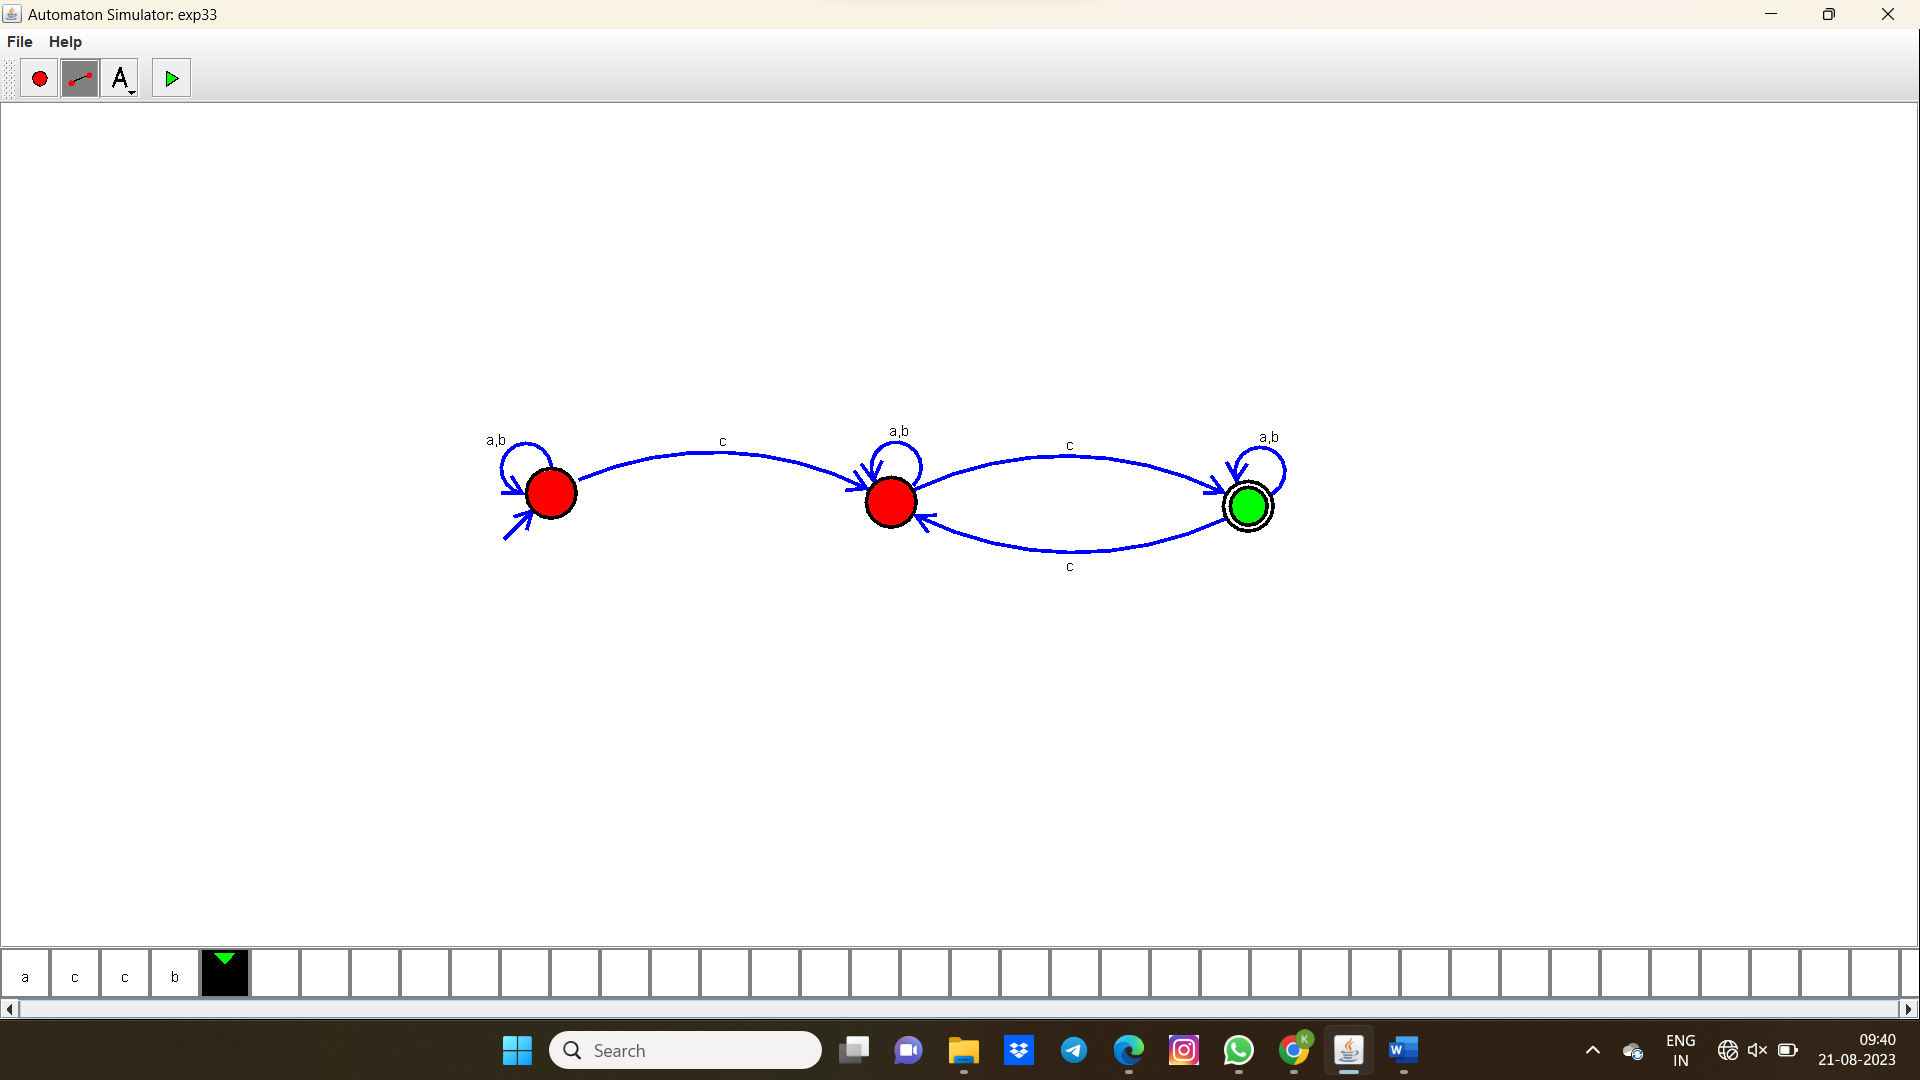 Automaton Simulator: exp33
File Help
A
a,b
c
a,b
c
a,b
c
a c c b
Search
K
W
ENG
IN
09:40
21-08-2023